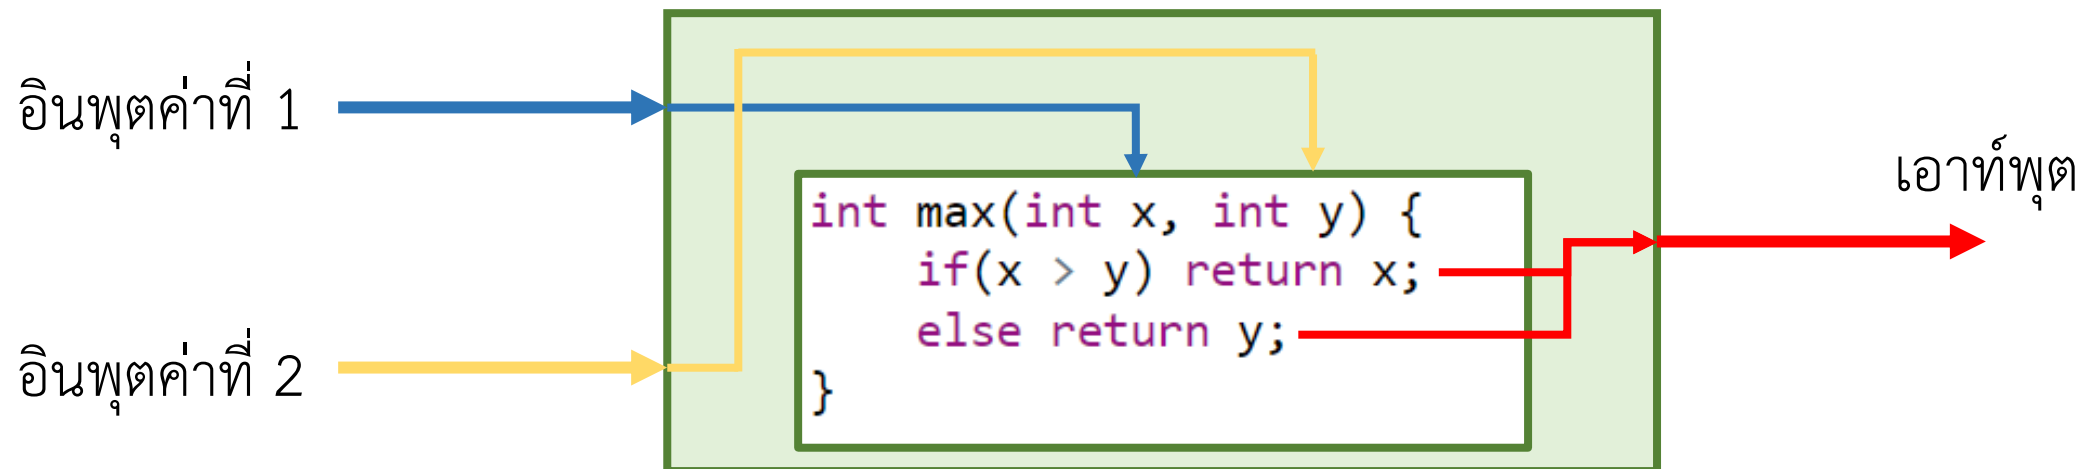 อินพุตค่าที่ 1
อินพุตค่าที่ 2
int max(int x, int y) {
    if(x > y) return x;
    else return y;
}
เอาท์พุต